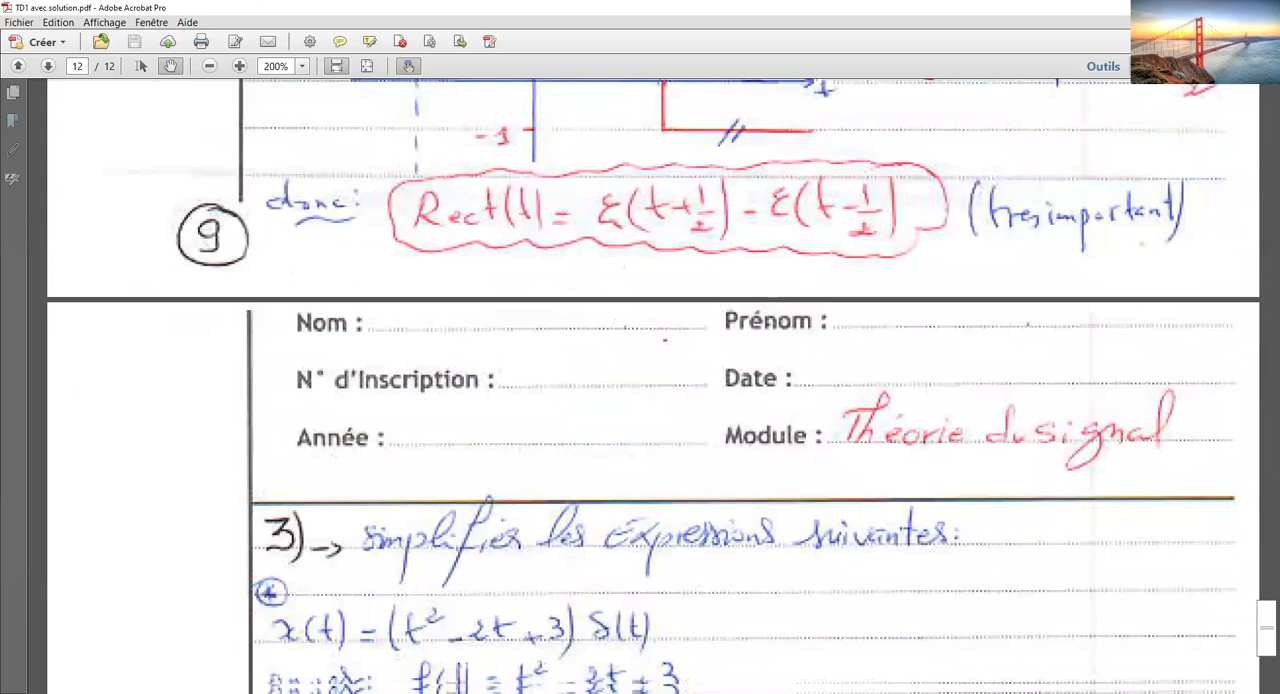 TD1 avec solution.pdf - Adobe Acrobat Pro
Fichier Edition Affichage Fenêtre Aide
Créer
12 / 12 200% Outils
-1
donc: Rect(t) = ε(t+1/2) - ε(t-1/2) (tres important)
9
Nom : Prénom :
N° d'Inscription : Date :
Année : Module : Théorie du signal
3) → simplifier les expressions suivantes:
x(t) = (t² - 2t + 3) δ(t)
f(t) = t² - 2t + 3